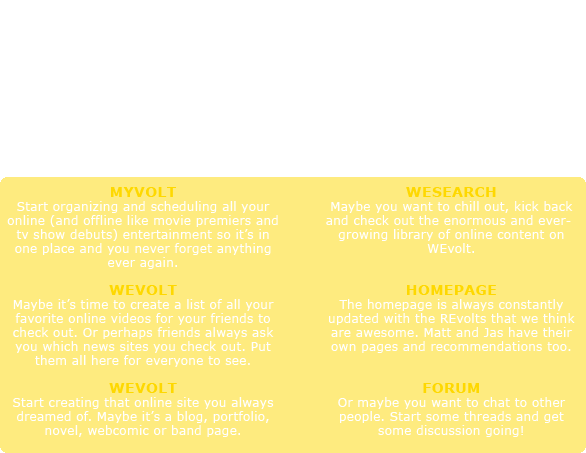 MYVOLT
Start organizing and scheduling all your
online (and offline like movie premiers and
tv show debuts) entertainment so it's in
one place and you never forget anything
ever again.
WEVOLT
Maybe it's time to create a list of all your
favorite online videos for your friends to
check out. Or perhaps friends always ask
you which news sites you check out. Put
them all here for everyone to see.
WEVOLT
Start creating that online site you always
dreamed of. Maybe it's a blog, portfolio,
novel, webcomic or band page.
WESEARCH
Maybe you want to chill out, kick back
and check out the enormous and ever-
growing library of online content on
WEvolt.
HOMEPAGE
The homepage is always constantly
updated with the REvolts that we think
are awesome. Matt and Jas have their
own pages and recommendations too.
FORUM
Or maybe you want to chat to other
people. Start some threads and get
some discussion going!